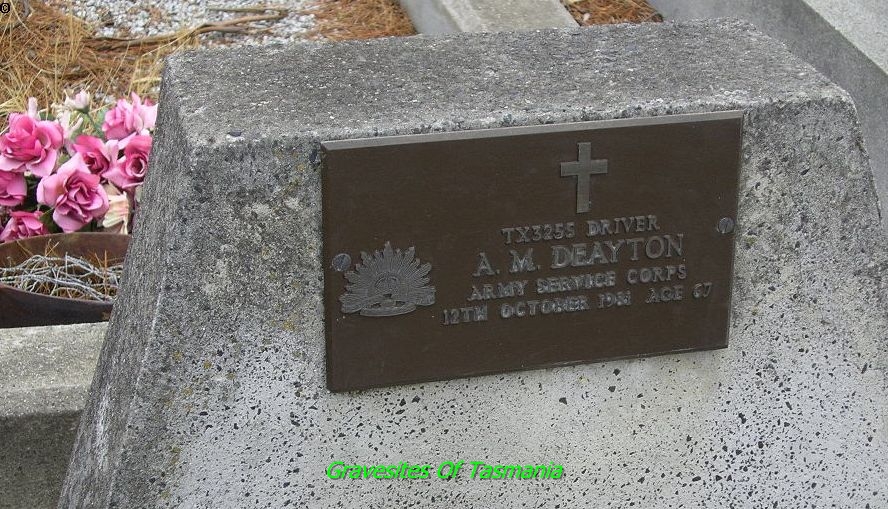 ©
TX3255 DRIVER
A. M. DEAYTON
ARMY SERVICE CORPS
12TH OCTOBER 1981 AGE 67
Gravesites Of Tasmania